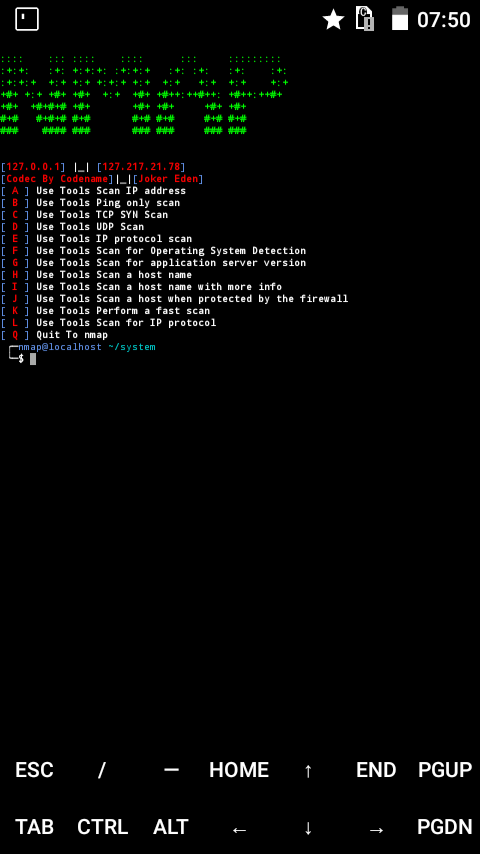 07:50
NMAP
[127.0.0.1] |_| [127.217.21.78]
[Codec By Codename]|_|[Joker Eden]
[ A ] Use Tools Scan IP address
[ B ] Use Tools Ping only scan
[ C ] Use Tools TCP SYN Scan
[ D ] Use Tools UDP Scan
[ E ] Use Tools IP protocol scan
[ F ] Use Tools Scan for Operating System Detection
[ G ] Use Tools Scan for application server version
[ H ] Use Tools Scan a host name
[ I ] Use Tools Scan a host name with more info
[ J ] Use Tools Scan a host when protected by the firewall
[ K ] Use Tools Perform a fast scan
[ L ] Use Tools Scan for IP protocol
[ Q ] Quit To nmap
┌─nmap@localhost ~/system
└─$
ESC / — HOME ↑ END PGUP
TAB CTRL ALT ← ↓ → PGDN